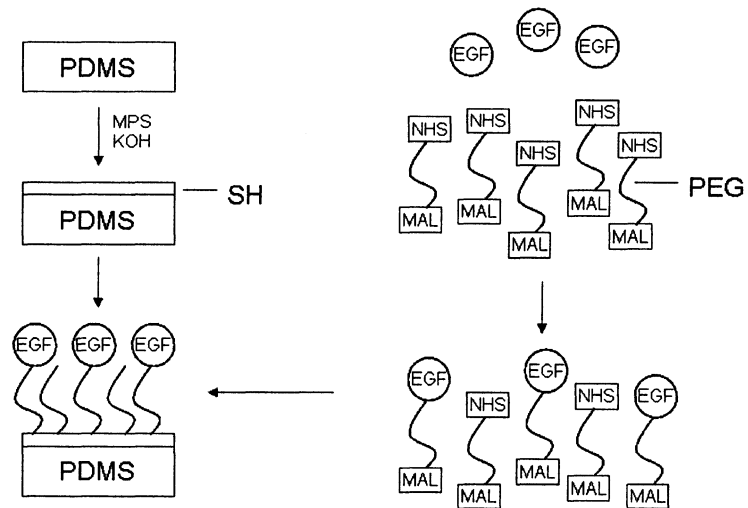 PDMS
MPS
KOH
SH
PDMS
EGF EGF EGF
PDMS
EGF EGF EGF
NHS NHS NHS NHS NHS
PEG
MAL MAL MAL MAL MAL
EGF NHS EGF NHS EGF
MAL MAL MAL MAL MAL